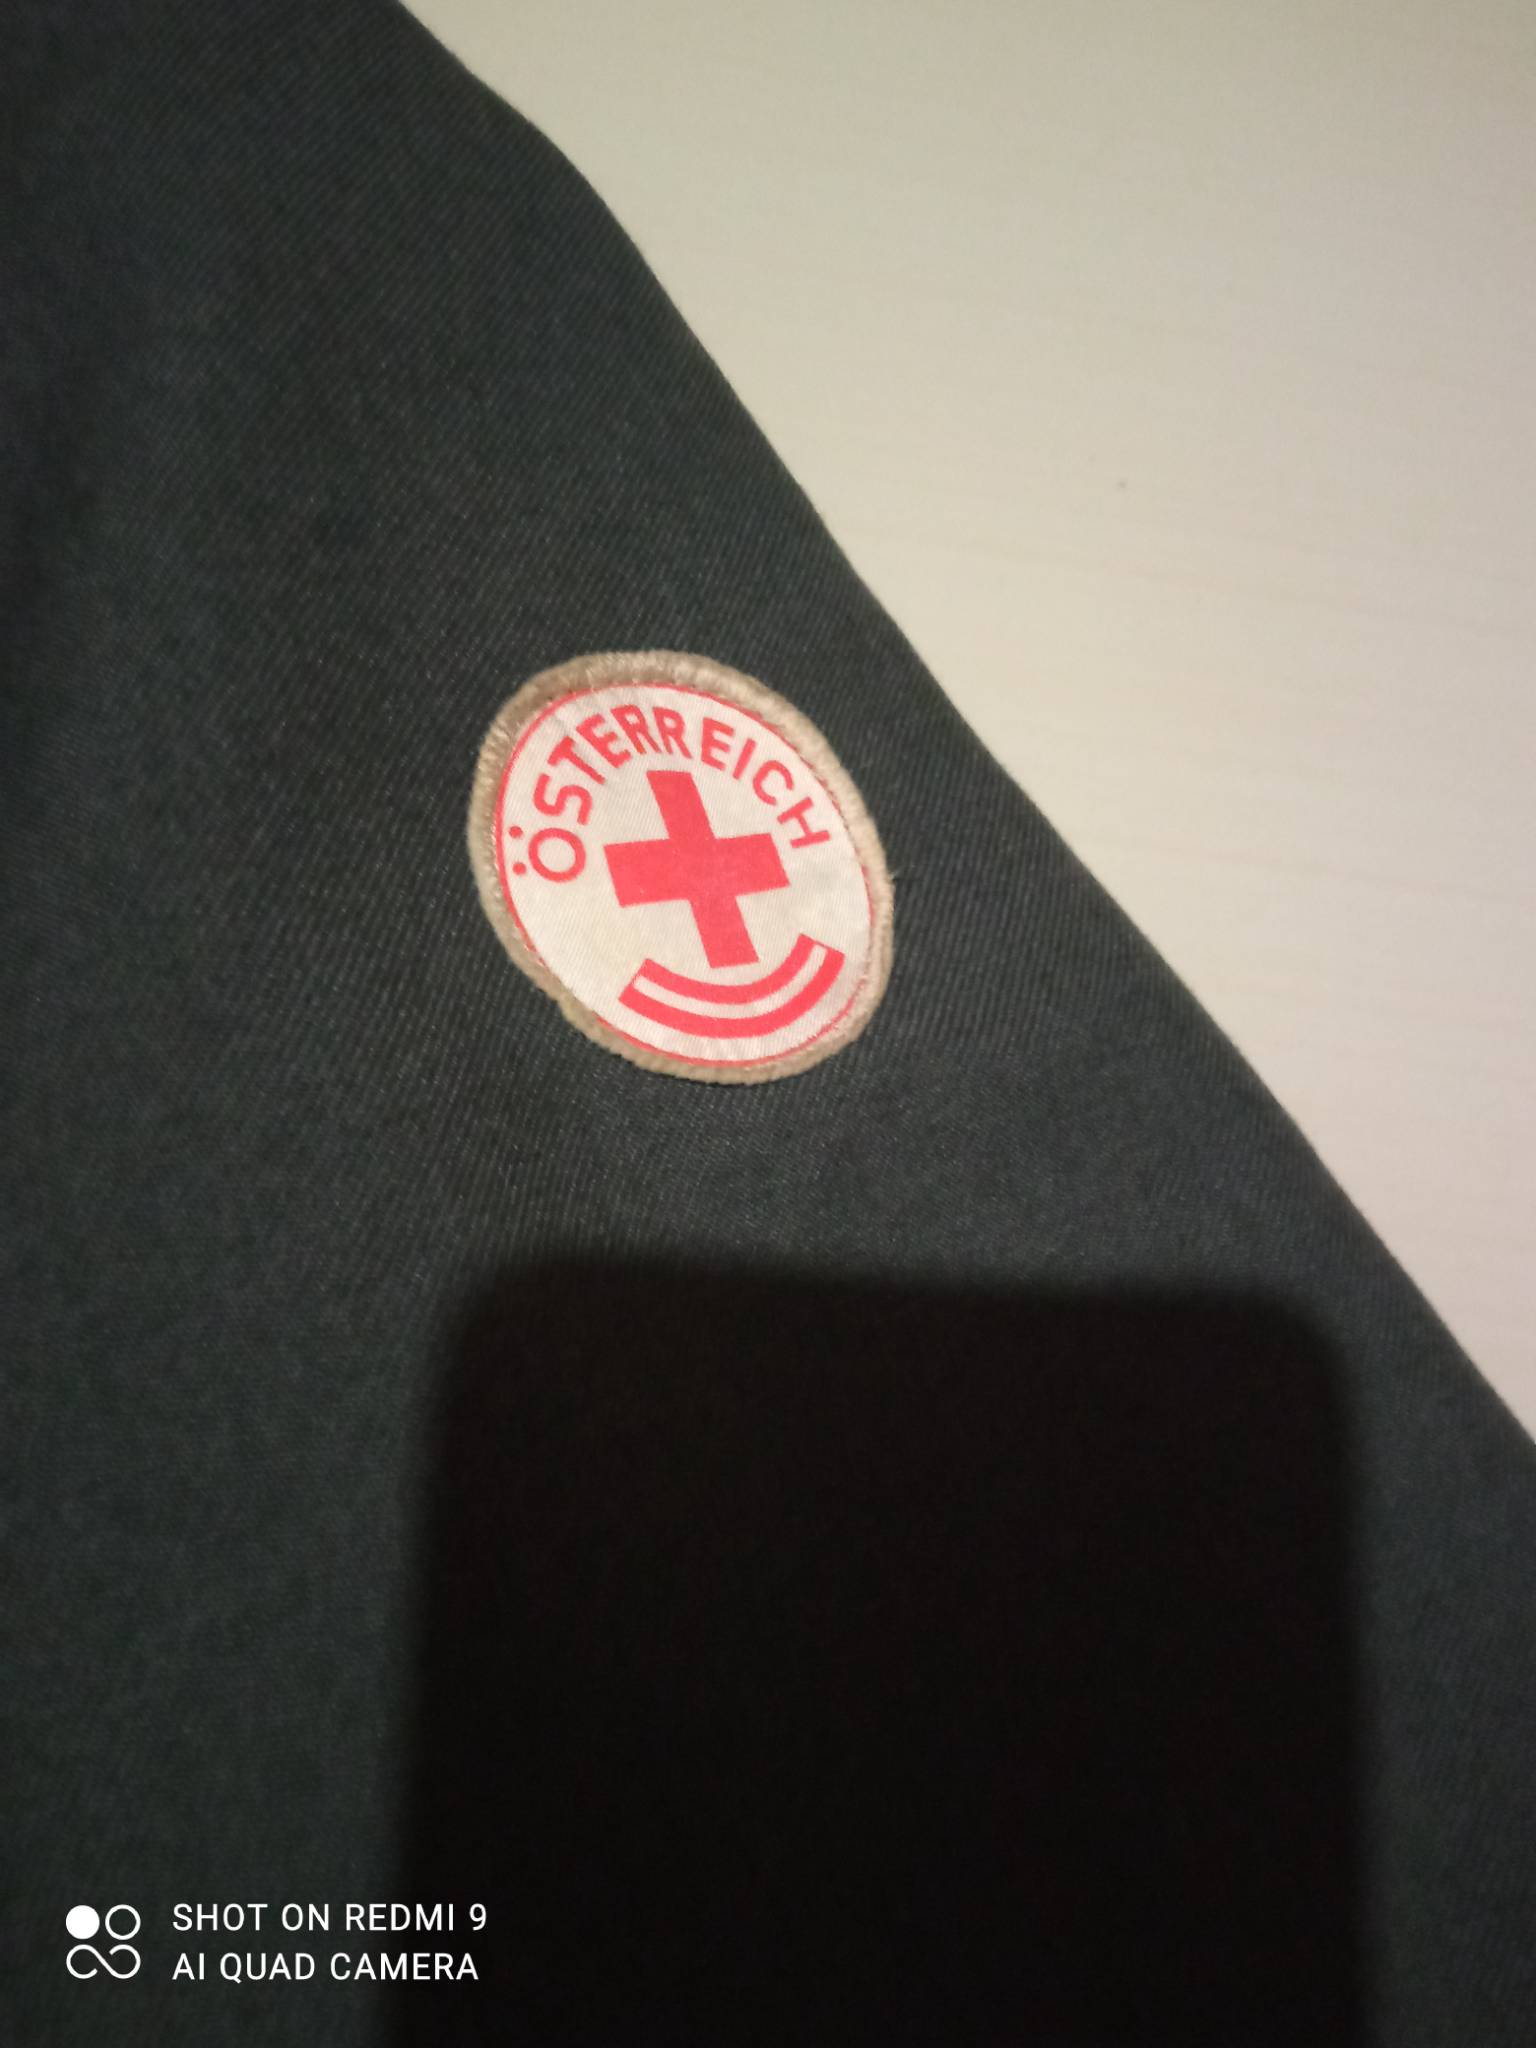 ÖSTERREICH
SHOT ON REDMI 9
AI QUAD CAMERA